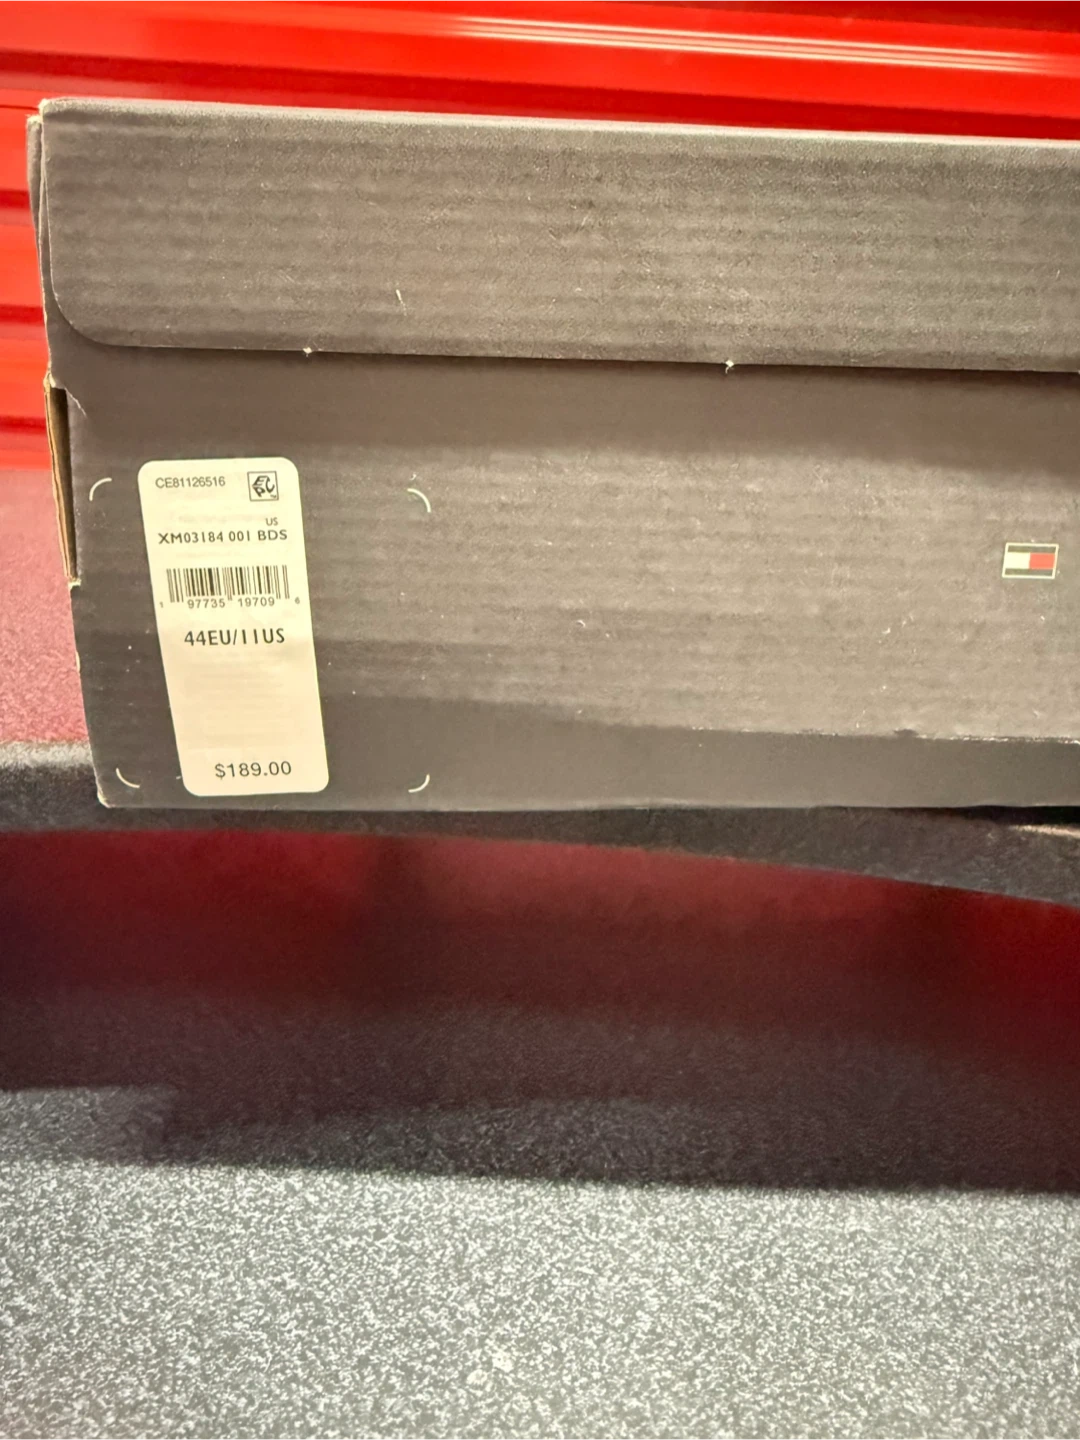 CE81126516
US
XM03184 001 BDS
1 97735 19709 6
44EU/11US
$189.00